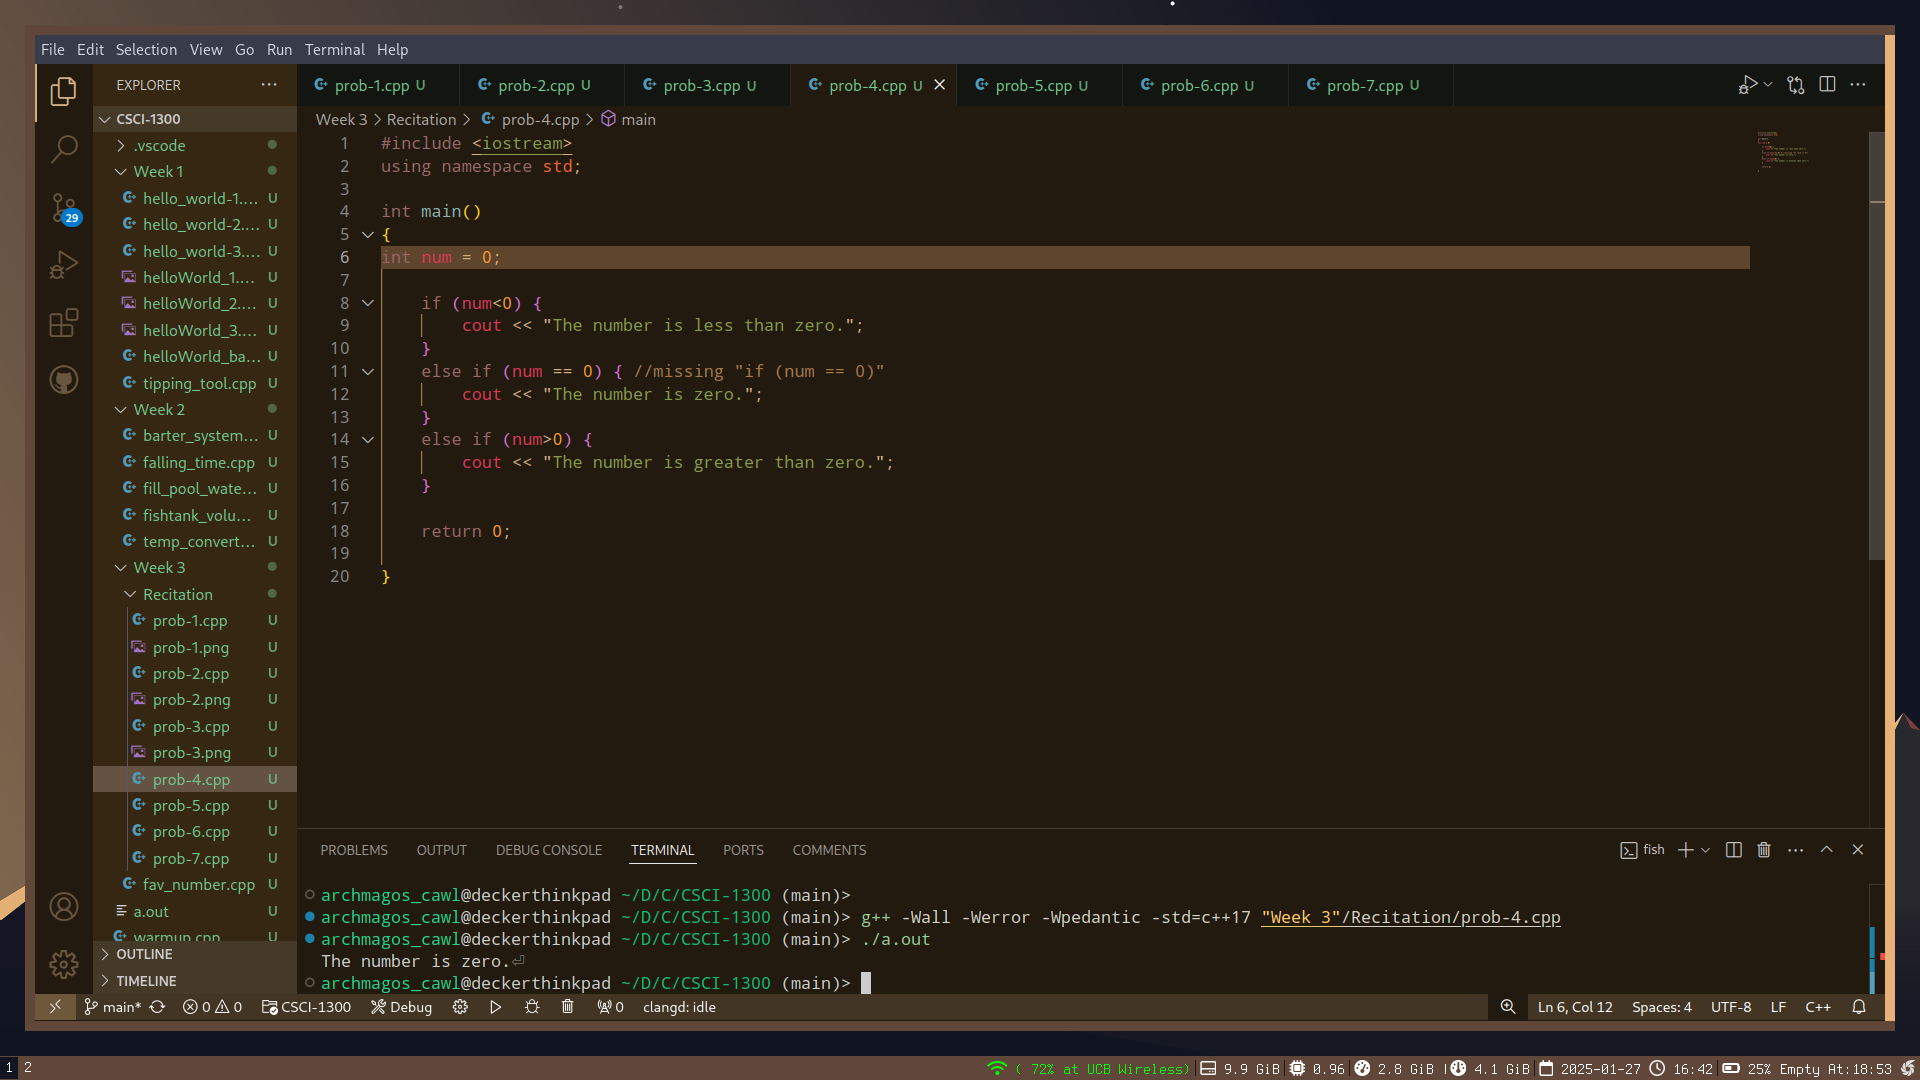 File Edit Selection View Go Run Terminal Help
EXPLORER
prob-1.cpp U prob-2.cpp U prob-3.cpp U prob-4.cpp U prob-5.cpp U prob-6.cpp U prob-7.cpp U
Week 3 > Recitation > prob-4.cpp > main
CSCI-1300
.vscode
Week 1
hello_world-1.... U
hello_world-2.... U
hello_world-3.... U
helloWorld_1.... U
helloWorld_2.... U
helloWorld_3.... U
helloWorld_ba... U
tipping_tool.cpp U
Week 2
barter_system... U
falling_time.cpp U
fill_pool_wate... U
fishtank_volu... U
temp_convert... U
Week 3
Recitation
prob-1.cpp U
prob-1.png U
prob-2.cpp U
prob-2.png U
prob-3.cpp U
prob-3.png U
prob-4.cpp U
prob-5.cpp U
prob-6.cpp U
prob-7.cpp U
fav_number.cpp U
a.out U
warmup.cpp U
OUTLINE
TIMELINE
29
1 #include <iostream>
2 using namespace std;
3
4 int main()
5 {
6 int num = 0;
7
8 if (num<0) {
9 cout << "The number is less than zero.";
10 }
11 else if (num == 0) { //missing "if (num == 0)"
12 cout << "The number is zero.";
13 }
14 else if (num>0) {
15 cout << "The number is greater than zero.";
16 }
17
18 return 0;
19
20 }
PROBLEMS OUTPUT DEBUG CONSOLE TERMINAL PORTS COMMENTS
fish
archmagos_cawl@deckerthinkpad ~/D/C/CSCI-1300 (main)>
archmagos_cawl@deckerthinkpad ~/D/C/CSCI-1300 (main)> g++ -Wall -Werror -Wpedantic -std=c++17 "Week 3"/Recitation/prob-4.cpp
archmagos_cawl@deckerthinkpad ~/D/C/CSCI-1300 (main)> ./a.out
The number is zero.⏎
archmagos_cawl@deckerthinkpad ~/D/C/CSCI-1300 (main)>
main* 0 0 CSCI-1300 Debug 0 clangd: idle Ln 6, Col 12 Spaces: 4 UTF-8 LF C++
1 2 ( 72% at UCB Wireless) 9.9 GiB 0.96 2.8 GiB | 4.1 GiB 2025-01-27 16:42 25% Empty At:18:53